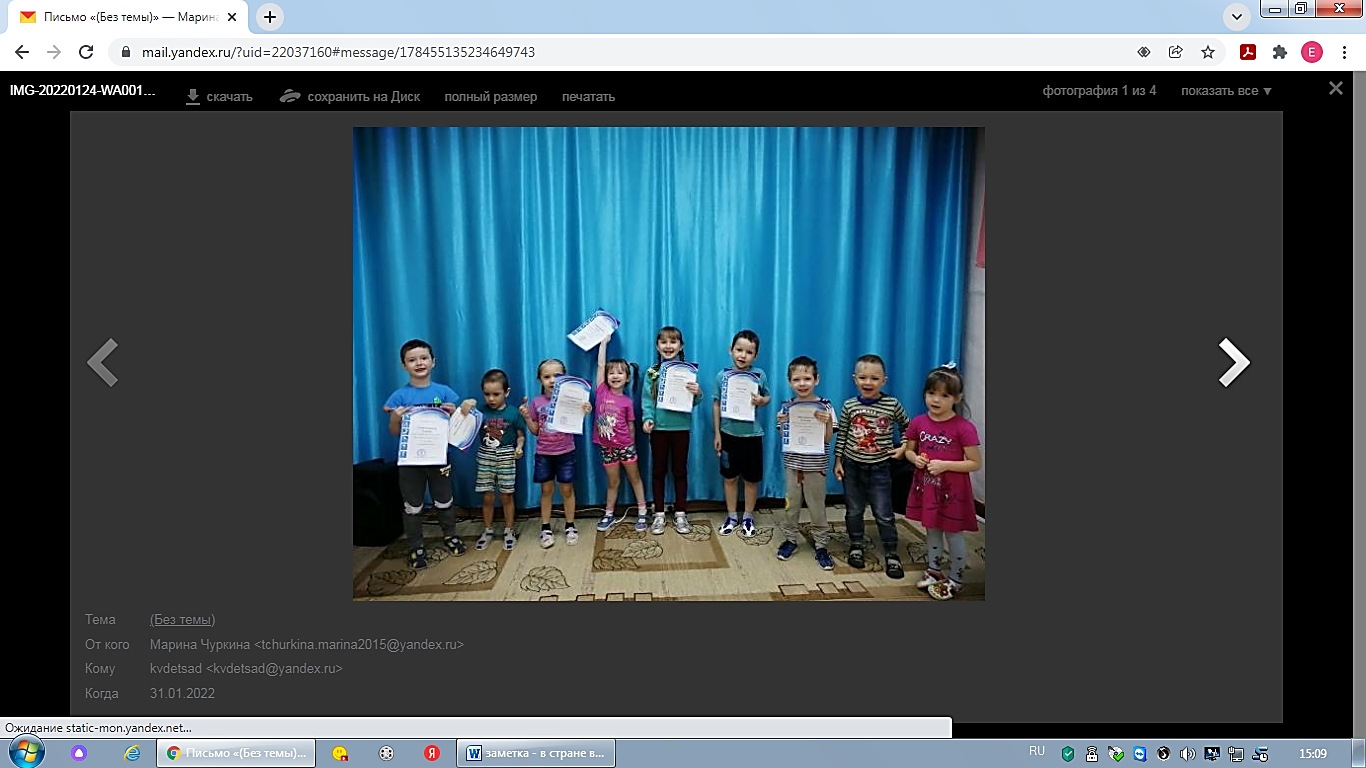 Письмо «(Без темы)» — Марина
mail.yandex.ru/?uid=22037160#message/178455135234649743
E
IMG-20220124-WA001...
скачать
сохранить на Диск
полный размер
печатать
фотография 1 из 4
показать все
CRAZY
Тема (Без темы)
От кого Марина Чуркина <tchurkina.marina2015@yandex.ru>
Кому kvdetsad <kvdetsad@yandex.ru>
Когда 31.01.2022
Ожидание static-mon.yandex.net...
Письмо «(Без темы)...
Я
W
заметка - в стране в...
RU
15:09